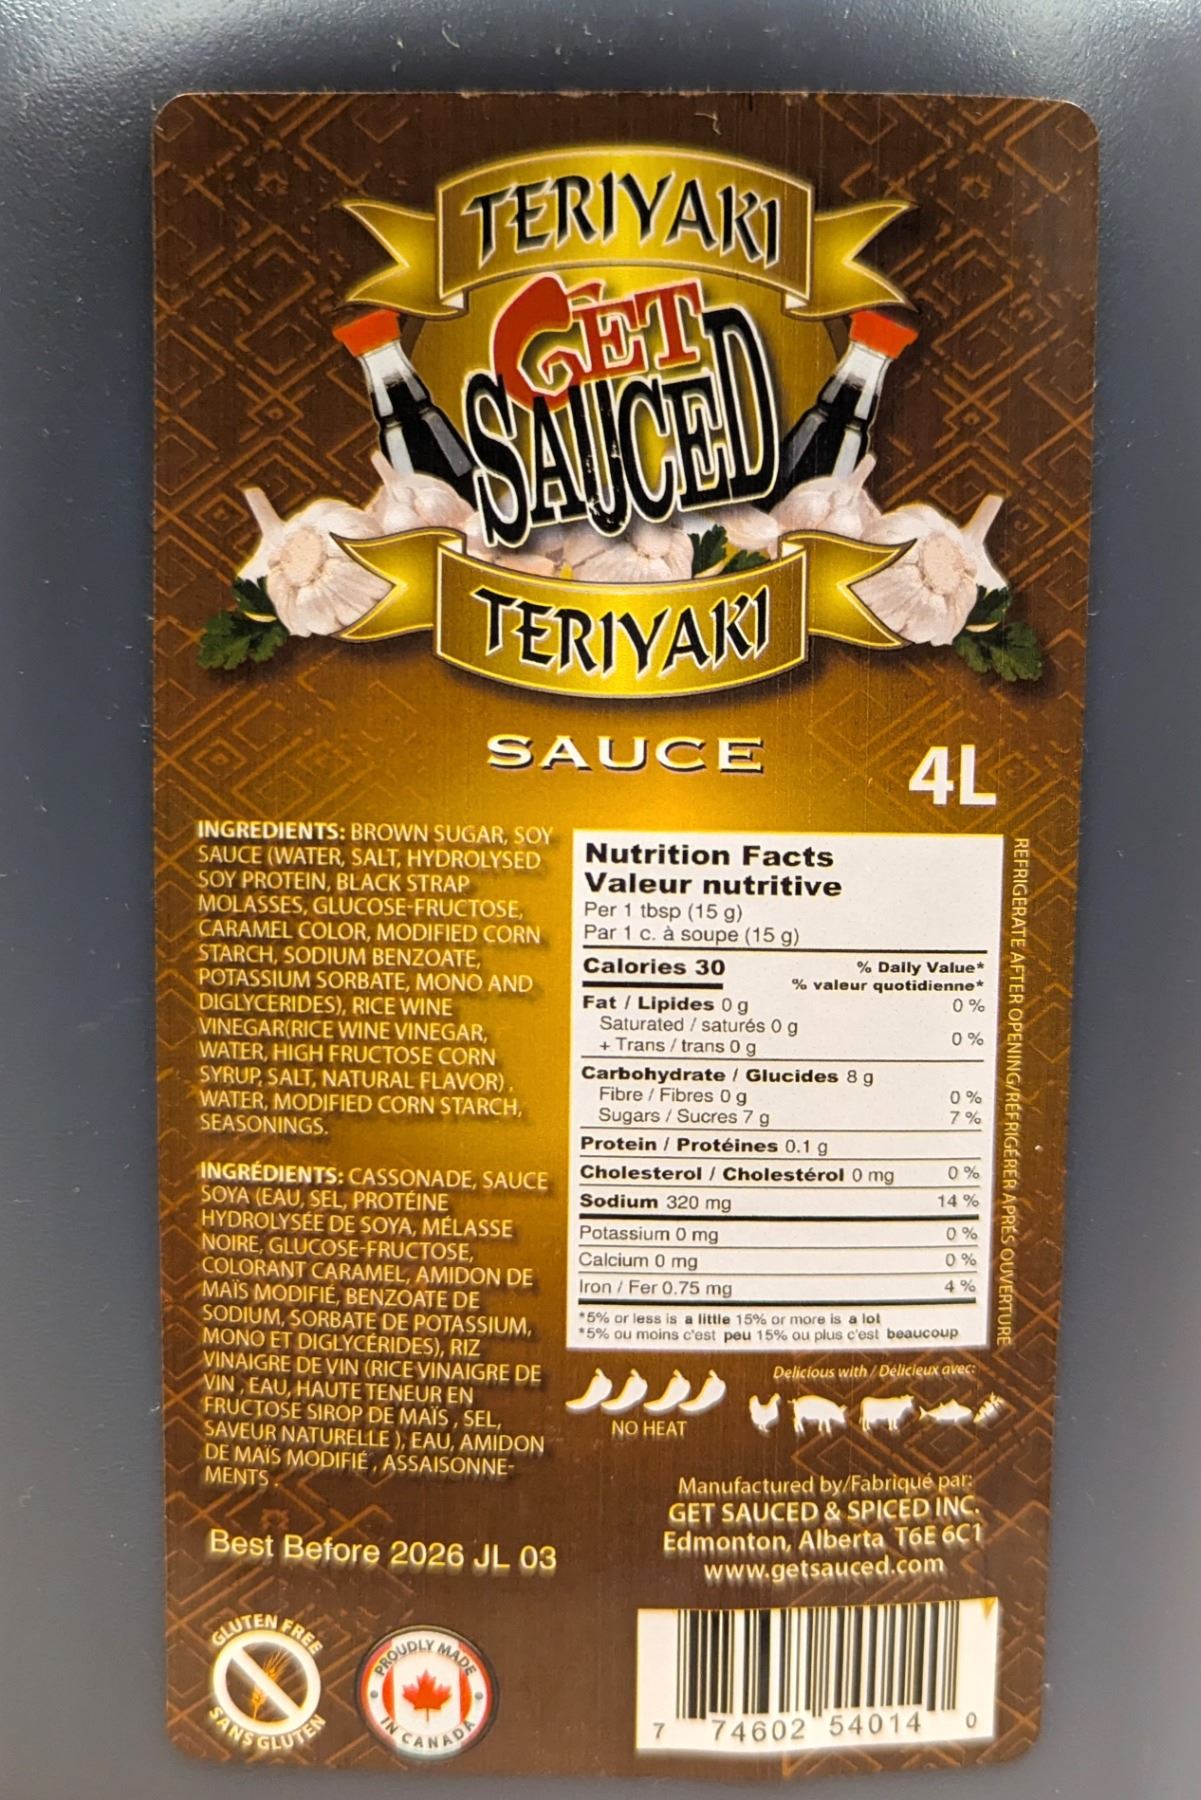 TERIYAKI
GET
SAUCED
TERIYAKI
SAUCE
4L
INGREDIENTS: BROWN SUGAR, SOY
SAUCE (WATER, SALT, HYDROLYSED
SOY PROTEIN, BLACK STRAP
MOLASSES, GLUCOSE-FRUCTOSE,
CARAMEL COLOR, MODIFIED CORN
STARCH, SODIUM BENZOATE,
POTASSIUM SORBATE, MONO AND
DIGLYCERIDES), RICE WINE
VINEGAR(RICE WINE VINEGAR,
WATER, HIGH FRUCTOSE CORN
SYRUP, SALT, NATURAL FLAVOR),
WATER, MODIFIED CORN STARCH,
SEASONINGS.
INGRÉDIENTS: CASSONADE, SAUCE
SOYA (EAU, SEL, PROTÉINE
HYDROLYSÉE DE SOYA, MÉLASSE
NOIRE, GLUCOSE-FRUCTOSE,
COLORANT CARAMEL, AMIDON DE
MAÏS MODIFIÉ, BENZOATE DE
SODIUM, SORBATE DE POTASSIUM,
MONO ET DIGLYCÉRIDES), RIZ
VINAIGRE DE VIN (RICE VINAIGRE DE
VIN , EAU, HAUTE TENEUR EN
FRUCTOSE SIROP DE MAÏS , SEL,
SAVEUR NATURELLE ), EAU, AMIDON
DE MAÏS MODIFIÉ , ASSAISONNE-
MENTS .
Best Before 2026 JL 03
GLUTEN FREE
SANS GLUTEN
PROUDLY MADE
IN CANADA
Nutrition Facts
Valeur nutritive
Per 1 tbsp (15 g)
Par 1 c. à soupe (15 g)
Calories 30 % Daily Value*
% valeur quotidienne*
Fat / Lipides 0 g 0 %
Saturated / saturés 0 g
+ Trans / trans 0 g 0 %
Carbohydrate / Glucides 8 g
Fibre / Fibres 0 g 0 %
Sugars / Sucres 7 g 7 %
Protein / Protéines 0.1 g
Cholesterol / Cholestérol 0 mg 0 %
Sodium 320 mg 14 %
Potassium 0 mg 0 %
Calcium 0 mg 0 %
Iron / Fer 0.75 mg 4 %
*5% or less is a little 15% or more is a lot
*5% ou moins c'est peu 15% ou plus c'est beaucoup
REFRIGERATE AFTER OPENING/RÉFRIGÉRER APRÈS OUVERTURE
NO HEAT
Delicious with / Délicieux avec:
Manufactured by/Fabriqué par:
GET SAUCED & SPICED INC.
Edmonton, Alberta T6E 6C1
www.getsauced.com
7 74602 54014 0